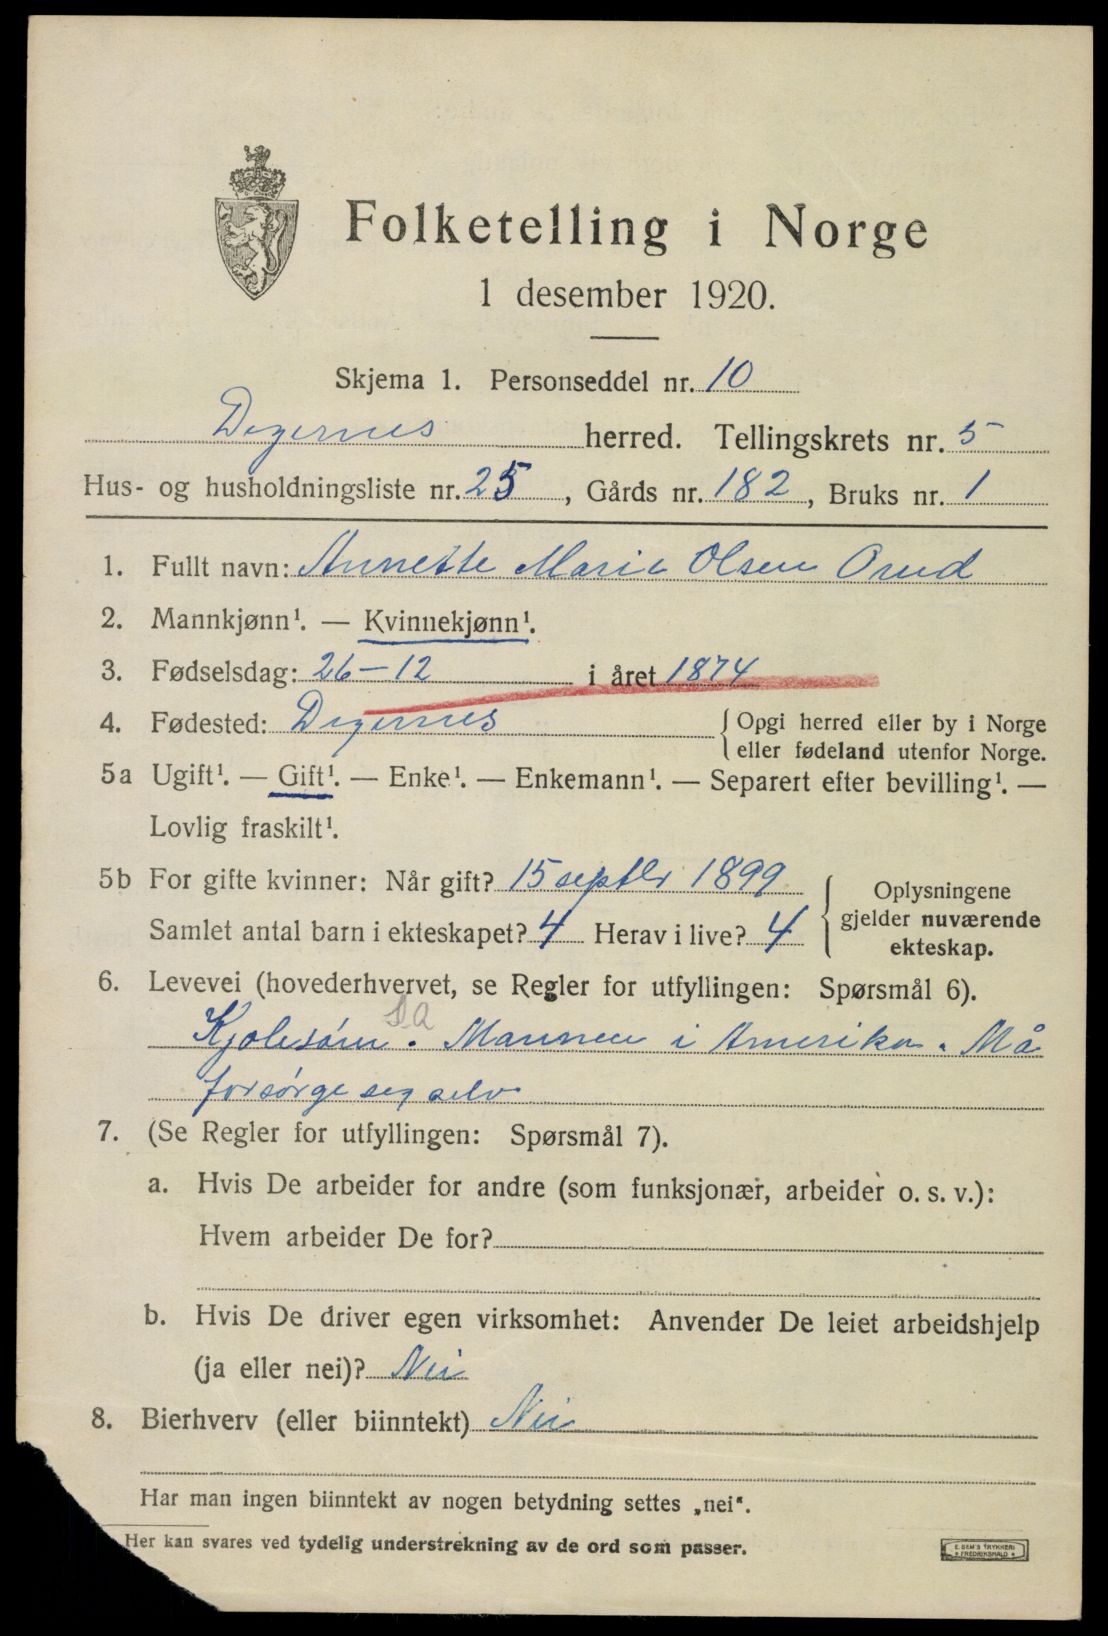 Folketelling i Norge
1 desember 1920.
Skjema 1. Personseddel nr. 10
Degernes herred. Tellingskrets nr. 5
Hus- og husholdningsliste nr. 25, Gårds nr. 182, Bruks nr. 1
1. Fullt navn: Annette Marie Olsen Orud
2. Mannkjønn¹. — Kvinnekjønn¹.
3. Fødselsdag: 26-12 i året 1874
4. Fødested: Degernes {Opgi herred eller by i Norge
eller fødeland utenfor Norge.
5a Ugift¹. — Gift¹. — Enke¹. — Enkemann¹. — Separert efter bevilling¹. —
Lovlig fraskilt¹.
5b For gifte kvinner: Når gift? 15 septbr 1899
Samlet antal barn i ekteskapet? 4 Herav i live? 4
{Oplysningene
gjelder nuværende
ekteskap.
6. Levevei (hovederhvervet, se Regler for utfyllingen: Spørsmål 6).
Kjolesøm. Mannen i Amerika. Må
forsørge seg selv
7. (Se Regler for utfyllingen: Spørsmål 7).
a. Hvis De arbeider for andre (som funksjonær, arbeider o. s. v.):
Hvem arbeider De for?
b. Hvis De driver egen virksomhet: Anvender De leiet arbeidshjelp
(ja eller nei)? Nei
8. Bierhverv (eller biinntekt) Nei
Har man ingen biinntekt av nogen betydning settes „nei“.
Her kan svares ved tydelig understrekning av de ord som passer.
E. SEM'S TRYKKERI
FREDRIKSHALD